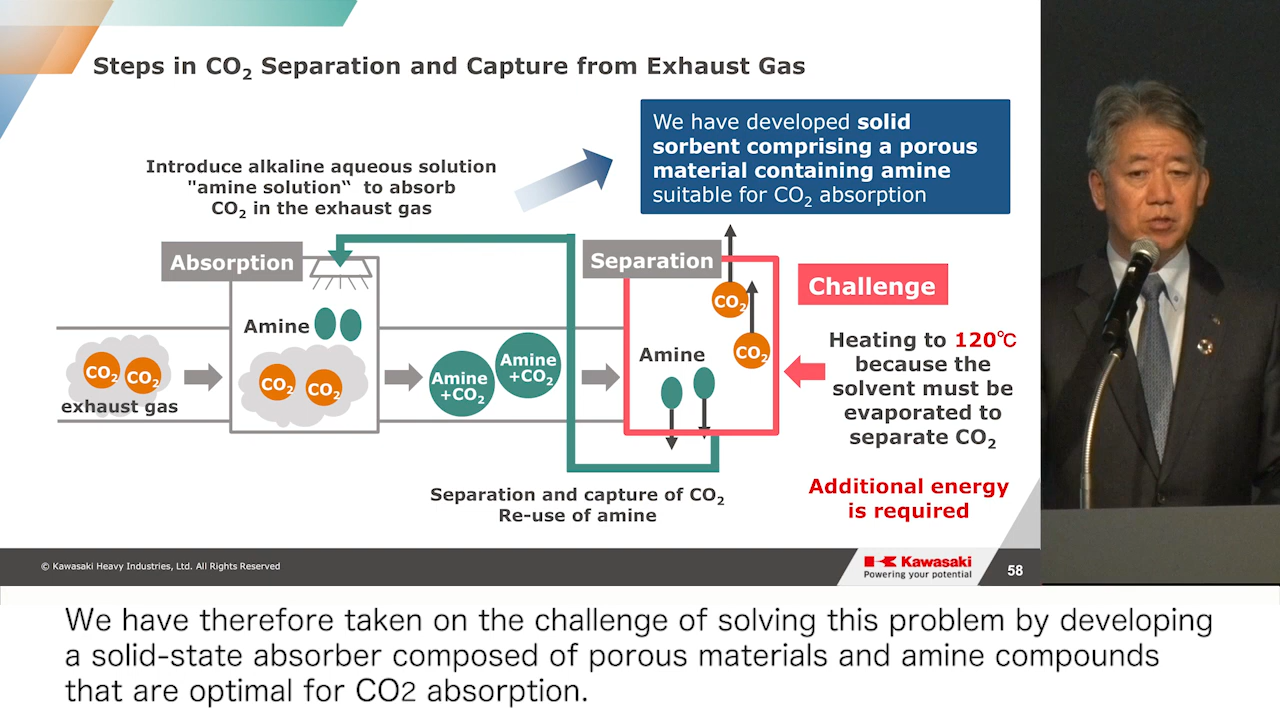 Steps in CO₂ Separation and Capture from Exhaust Gas
We have developed solid
sorbent comprising a porous
material containing amine
suitable for CO₂ absorption
Introduce alkaline aqueous solution
"amine solution‟ to absorb
CO₂ in the exhaust gas
Absorption
Separation
Challenge
Amine
CO₂
CO₂
exhaust gas
CO₂
CO₂
Amine
+CO₂
Amine
+CO₂
Amine
CO₂
CO₂
Heating to 120℃
because the
solvent must be
evaporated to
separate CO₂
Additional energy
is required
Separation and capture of CO₂
Re-use of amine
© Kawasaki Heavy Industries, Ltd. All Rights Reserved
Kawasaki
Powering your potential
58
We have therefore taken on the challenge of solving this problem by developing
a solid-state absorber composed of porous materials and amine compounds
that are optimal for CO2 absorption.